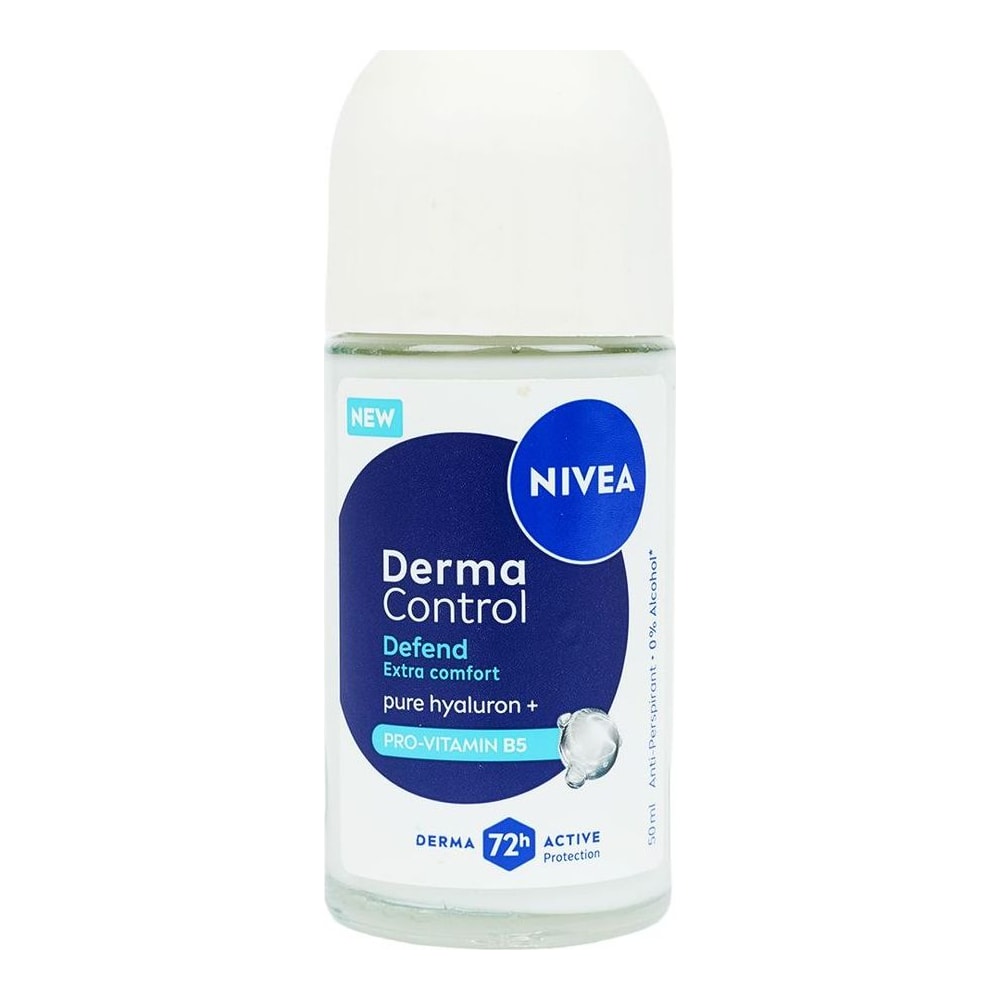 NEW
NIVEA
Derma
Control
Defend
Extra comfort
pure hyaluron +
PRO-VITAMIN B5
DERMA 72h ACTIVE
Protection
50 ml Anti-Perspirant • 0% Alcohol*